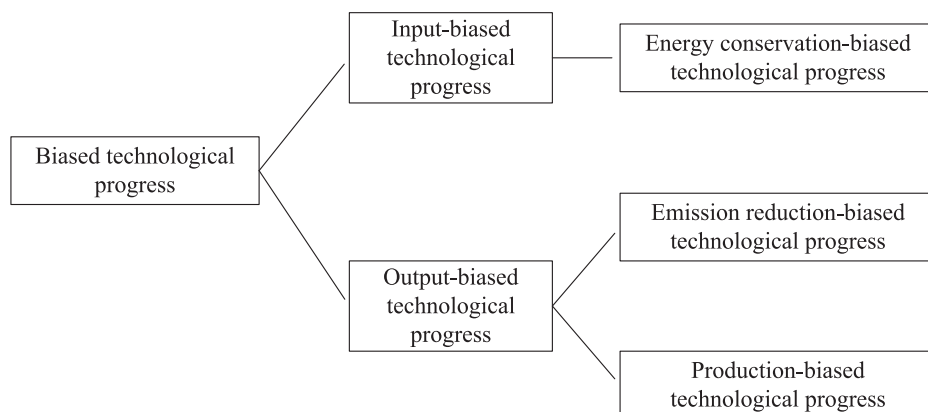 Biased technological
progress
Input-biased
technological
progress
Energy conservation-biased
technological progress
Output-biased
technological
progress
Emission reduction-biased
technological progress
Production-biased
technological progress